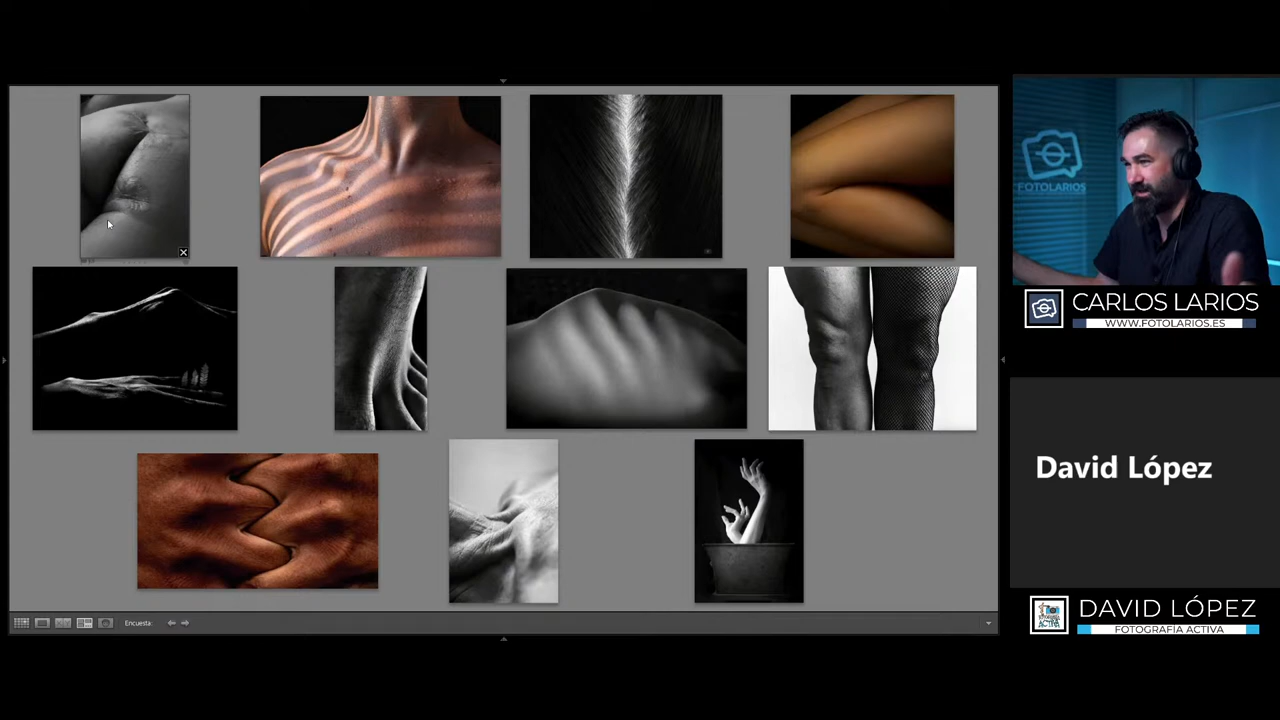 FOTOLARIOS
CARLOS LARIOS
WWW.FOTOLARIOS.ES
David López
DAVID LÓPEZ
FOTOGRAFÍA ACTIVA
Encuesta: